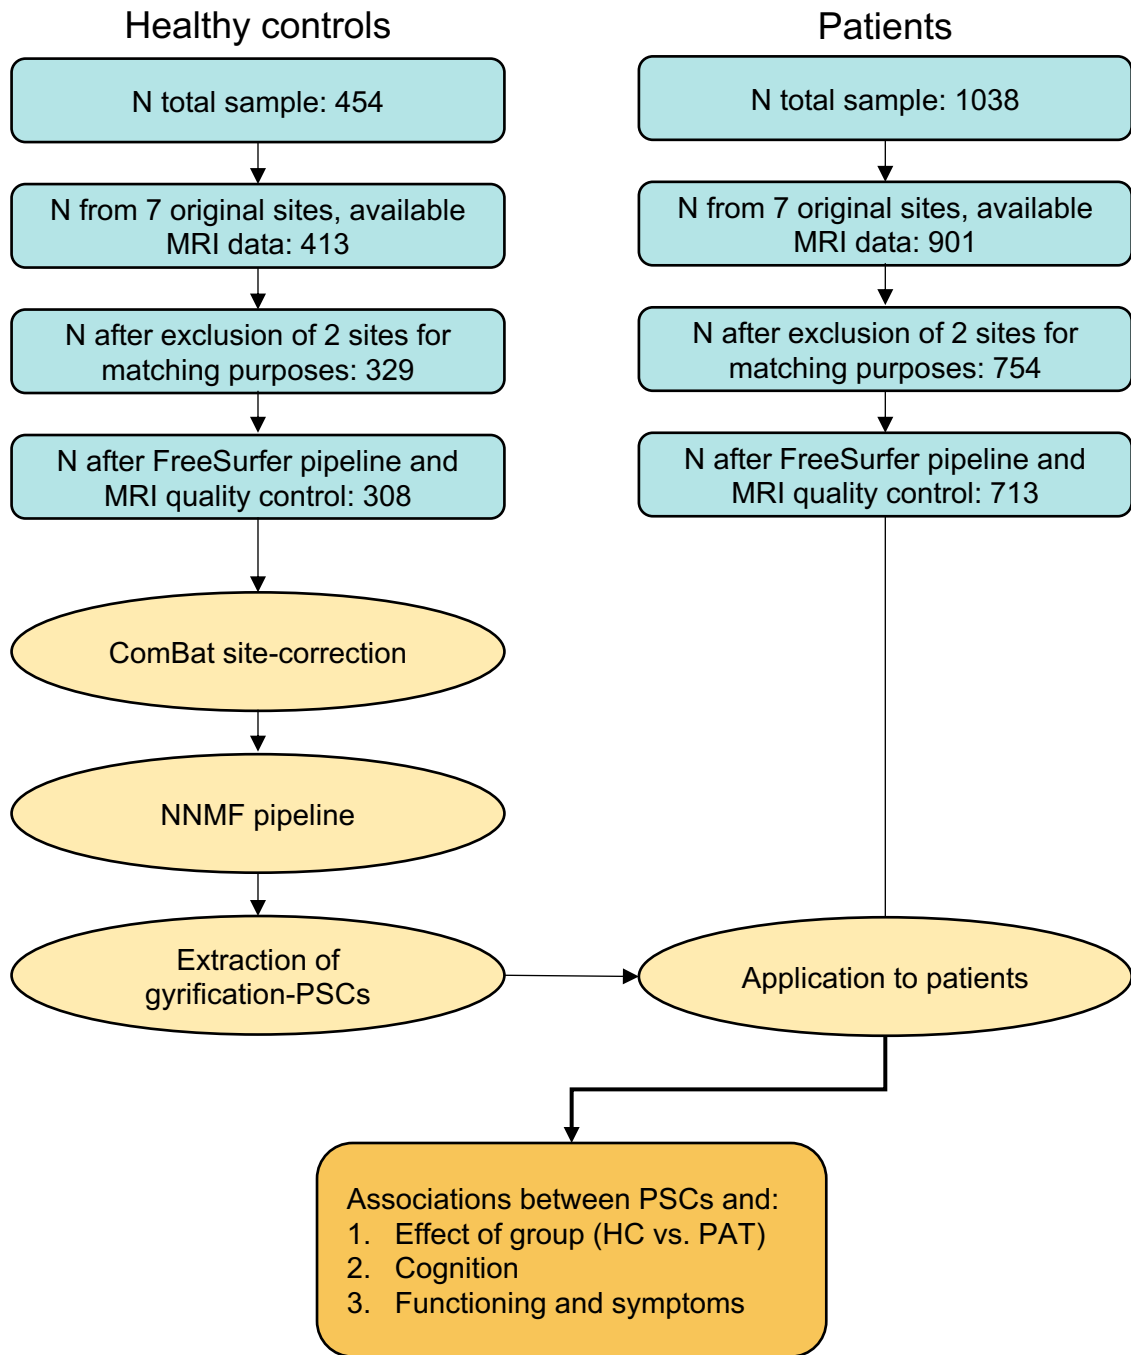 Healthy controls
N total sample: 454
N from 7 original sites, available
MRI data: 413
N after exclusion of 2 sites for
matching purposes: 329
N after FreeSurfer pipeline and
MRI quality control: 308
ComBat site-correction
NNMF pipeline
Extraction of
gyrification-PSCs
Patients
N total sample: 1038
N from 7 original sites, available
MRI data: 901
N after exclusion of 2 sites for
matching purposes: 754
N after FreeSurfer pipeline and
MRI quality control: 713
Application to patients
Associations between PSCs and:
1. Effect of group (HC vs. PAT)
2. Cognition
3. Functioning and symptoms